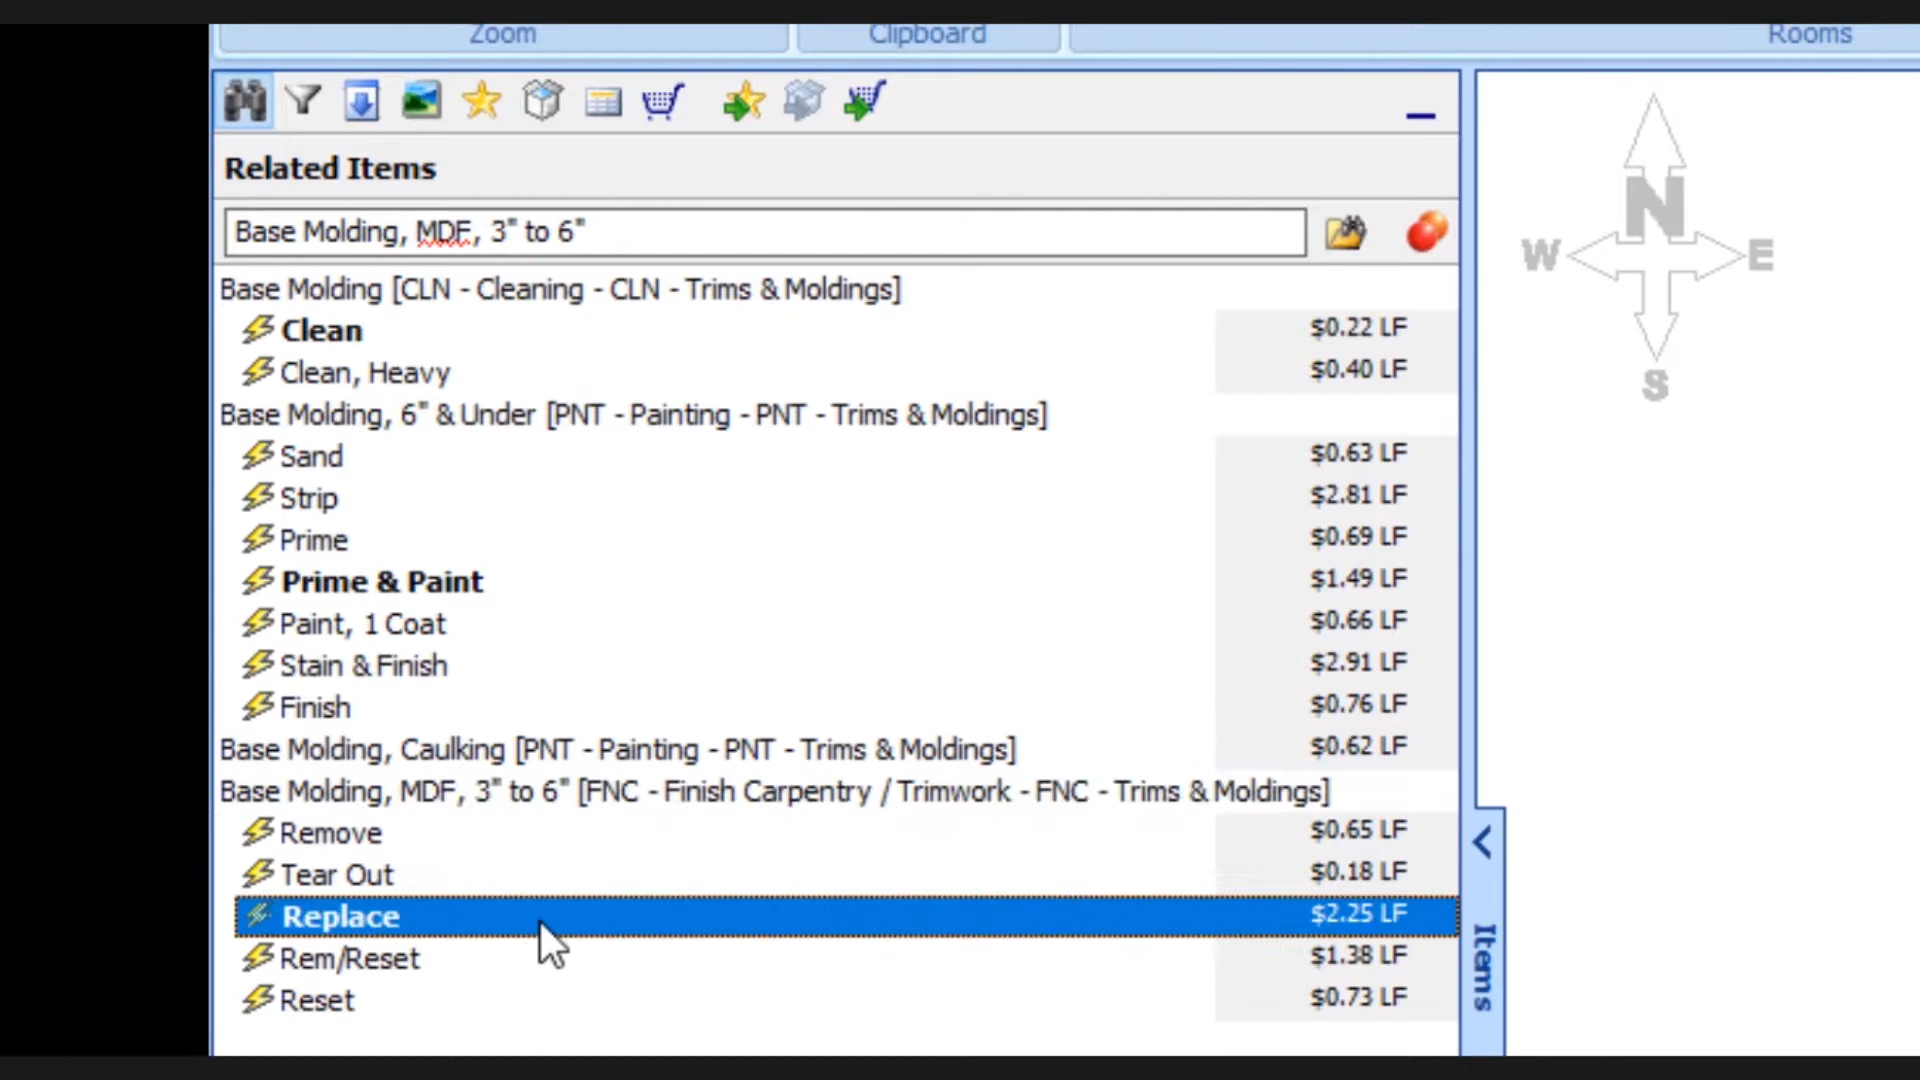 Zoom Clipboard Rooms
Related Items
Base Molding, MDF, 3" to 6"
Base Molding [CLN - Cleaning - CLN - Trims & Moldings]
Clean $0.22 LF
Clean, Heavy $0.40 LF
Base Molding, 6" & Under [PNT - Painting - PNT - Trims & Moldings]
Sand $0.63 LF
Strip $2.81 LF
Prime $0.69 LF
Prime & Paint $1.49 LF
Paint, 1 Coat $0.66 LF
Stain & Finish $2.91 LF
Finish $0.76 LF
Base Molding, Caulking [PNT - Painting - PNT - Trims & Moldings] $0.62 LF
Base Molding, MDF, 3" to 6" [FNC - Finish Carpentry / Trimwork - FNC - Trims & Moldings]
Remove $0.65 LF
Tear Out $0.18 LF
Replace $2.25 LF
Rem/Reset $1.38 LF
Reset $0.73 LF
Items
N
W E
S